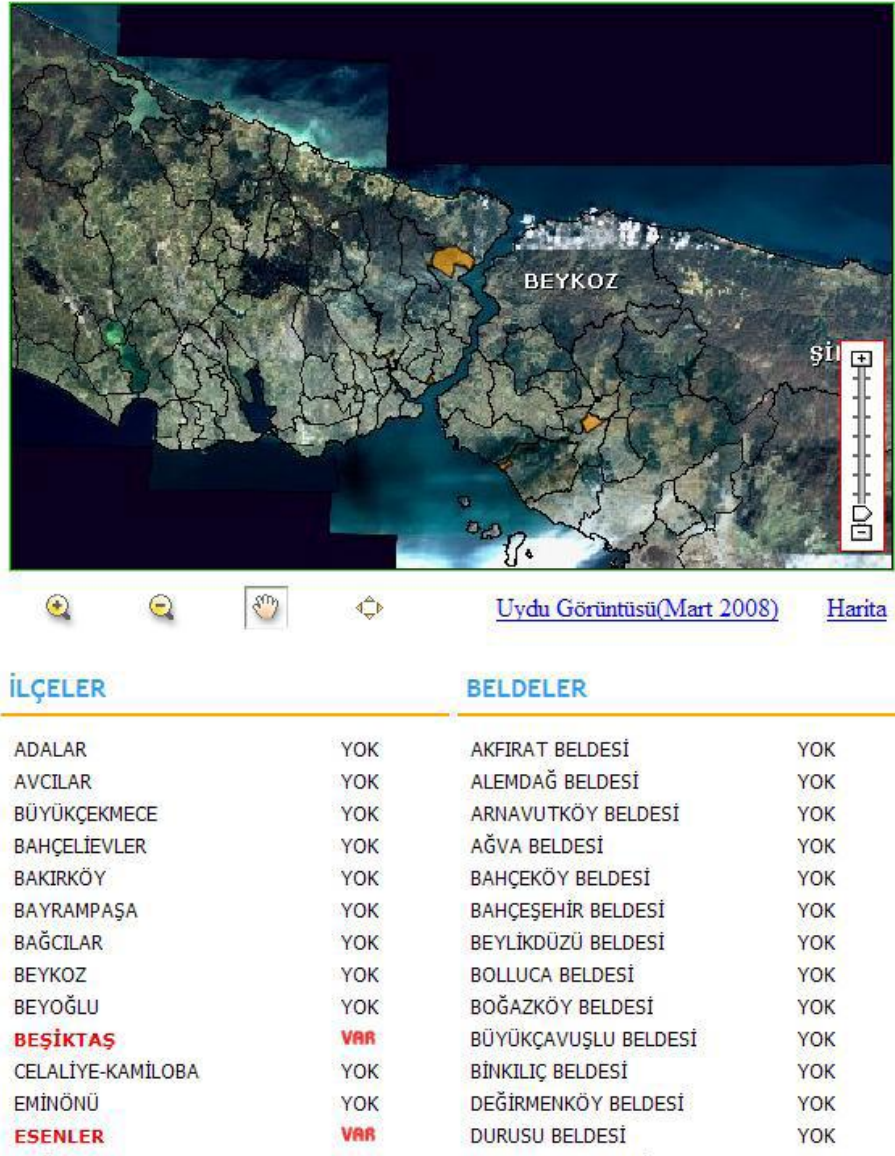 BEYKOZ
Uydu Görüntüsü(Mart 2008) Harita
İLÇELER BELDELER
ADALAR YOK AKFIRAT BELDESİ YOK
AVCILAR YOK ALEMDAĞ BELDESİ YOK
BÜYÜKÇEKMECE YOK ARNAVUTKÖY BELDESİ YOK
BAHÇELİEVLER YOK AĞVA BELDESİ YOK
BAKIRKÖY YOK BAHÇEKÖY BELDESİ YOK
BAYRAMPAŞA YOK BAHÇEŞEHİR BELDESİ YOK
BAĞCILAR YOK BEYLİKDÜZÜ BELDESİ YOK
BEYKOZ YOK BOLLUCA BELDESİ YOK
BEYOĞLU YOK BOĞAZKÖY BELDESİ YOK
BEŞİKTAŞ VAR BÜYÜKÇAVUŞLU BELDESİ YOK
CELALİYE-KAMİLOBA YOK BİNKILIÇ BELDESİ YOK
EMİNÖNÜ YOK DEĞİRMENKÖY BELDESİ YOK
ESENLER VAR DURUSU BELDESİ YOK